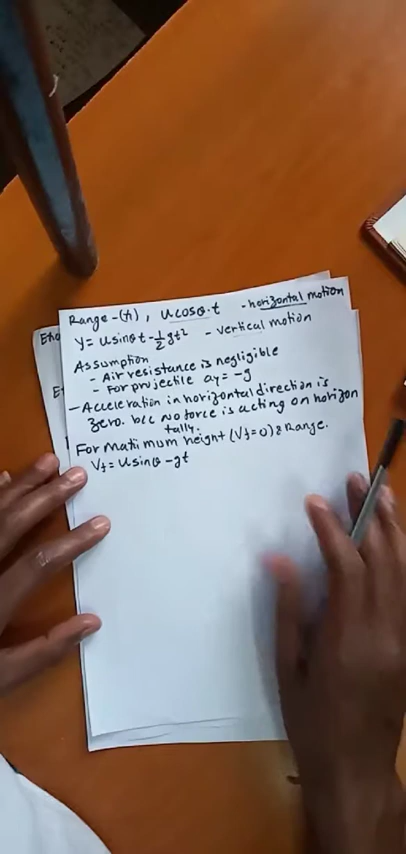 Range-(x), ucosθ.t - horizontal motion
y= usinθt-½gt² - vertical motion
Assumption
- Air resistance is negligible
- For projectile ay=-g
- Acceleration in horizontal direction is
zero. b/c No force is acting on horizon
tally.
For Maximum height (Vf=0) & Range.
Vf= usinθ -gt